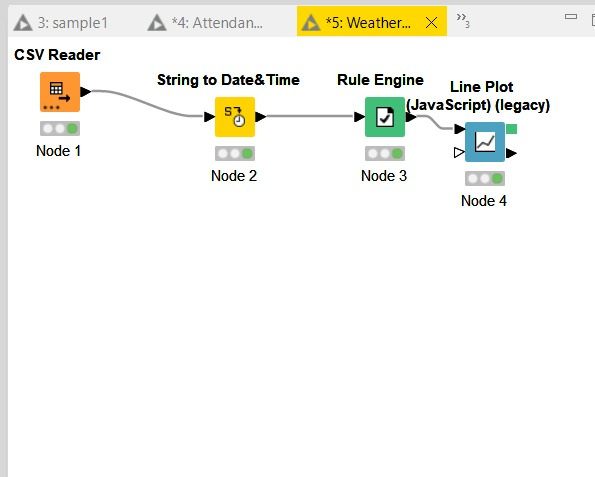 3: sample1
*4: Attendan...
*5: Weather...
»3
CSV Reader
Node 1
String to Date&Time
S
Node 2
Rule Engine
Node 3
Line Plot
(JavaScript) (legacy)
Node 4